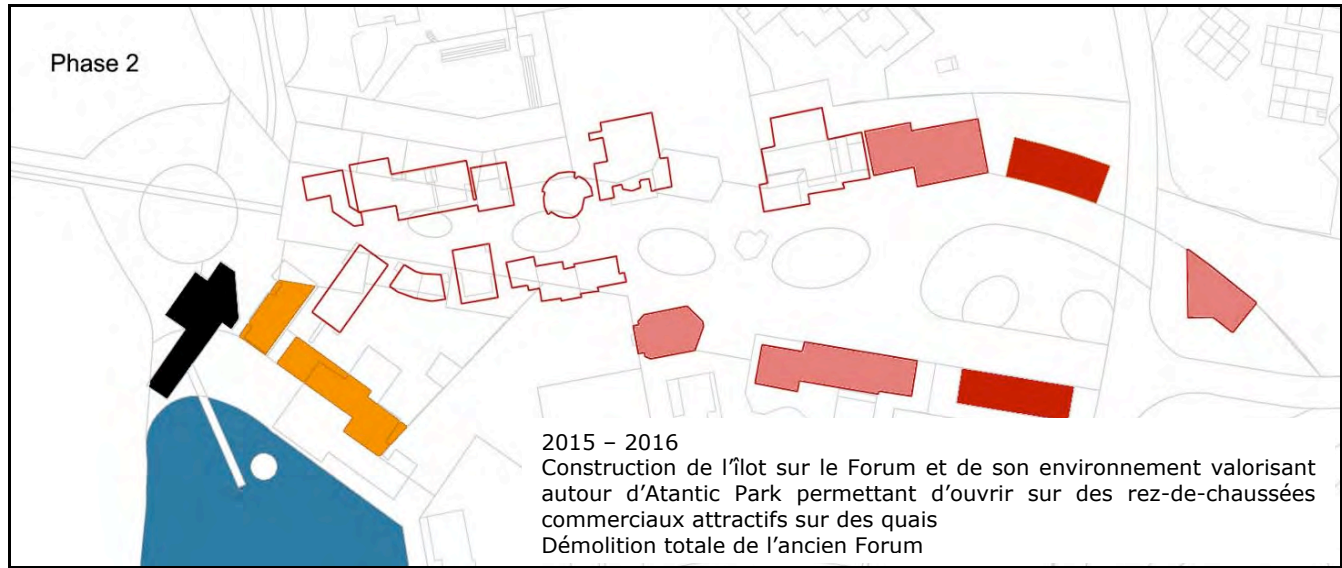 Phase 2
2015 – 2016
Construction de l'îlot sur le Forum et de son environnement valorisant
autour d'Atantic Park permettant d'ouvrir sur des rez-de-chaussées
commerciaux attractifs sur des quais
Démolition totale de l'ancien Forum